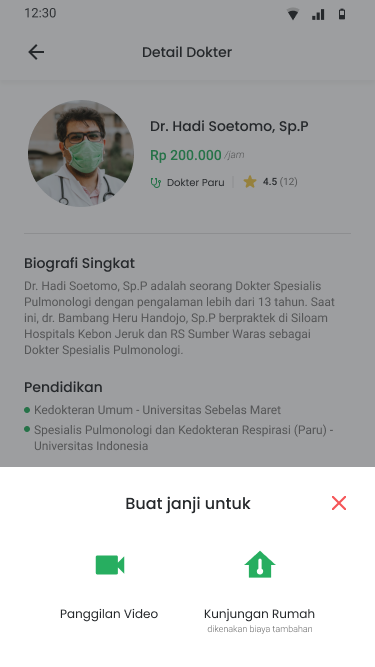 12:30
Detail Dokter
Dr. Hadi Soetomo, Sp.P
Rp 200.000 /jam
Dokter Paru 4.5 (12)
Biografi Singkat
Dr. Hadi Soetomo, Sp.P adalah seorang Dokter Spesialis
Pulmonologi dengan pengalaman lebih dari 13 tahun. Saat
ini, dr. Bambang Heru Handojo, Sp.P berpraktek di Siloam
Hospitals Kebon Jeruk dan RS Sumber Waras sebagai
Dokter Spesialis Pulmonologi.
Pendidikan
Kedokteran Umum - Universitas Sebelas Maret
Spesialis Pulmonologi dan Kedokteran Respirasi (Paru) -
Universitas Indonesia
Buat janji untuk
Panggilan Video
Kunjungan Rumah
dikenakan biaya tambahan